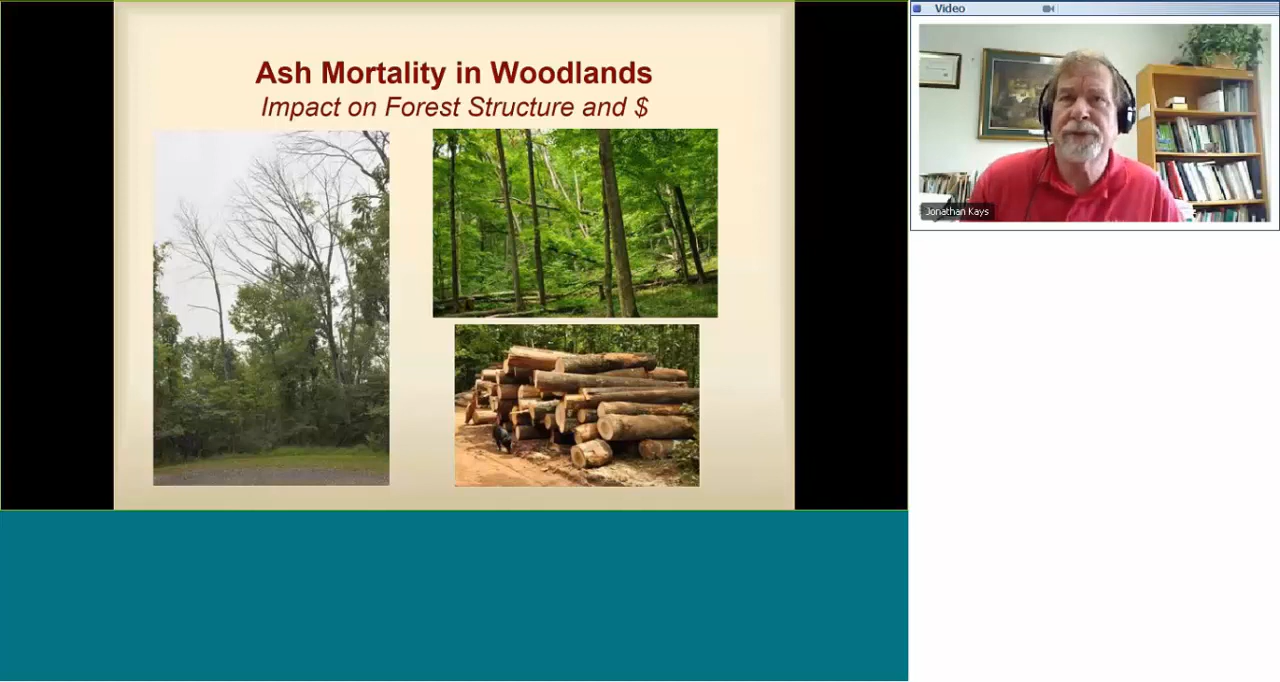 Ash Mortality in Woodlands
Impact on Forest Structure and $
Video
Jonathan Kays